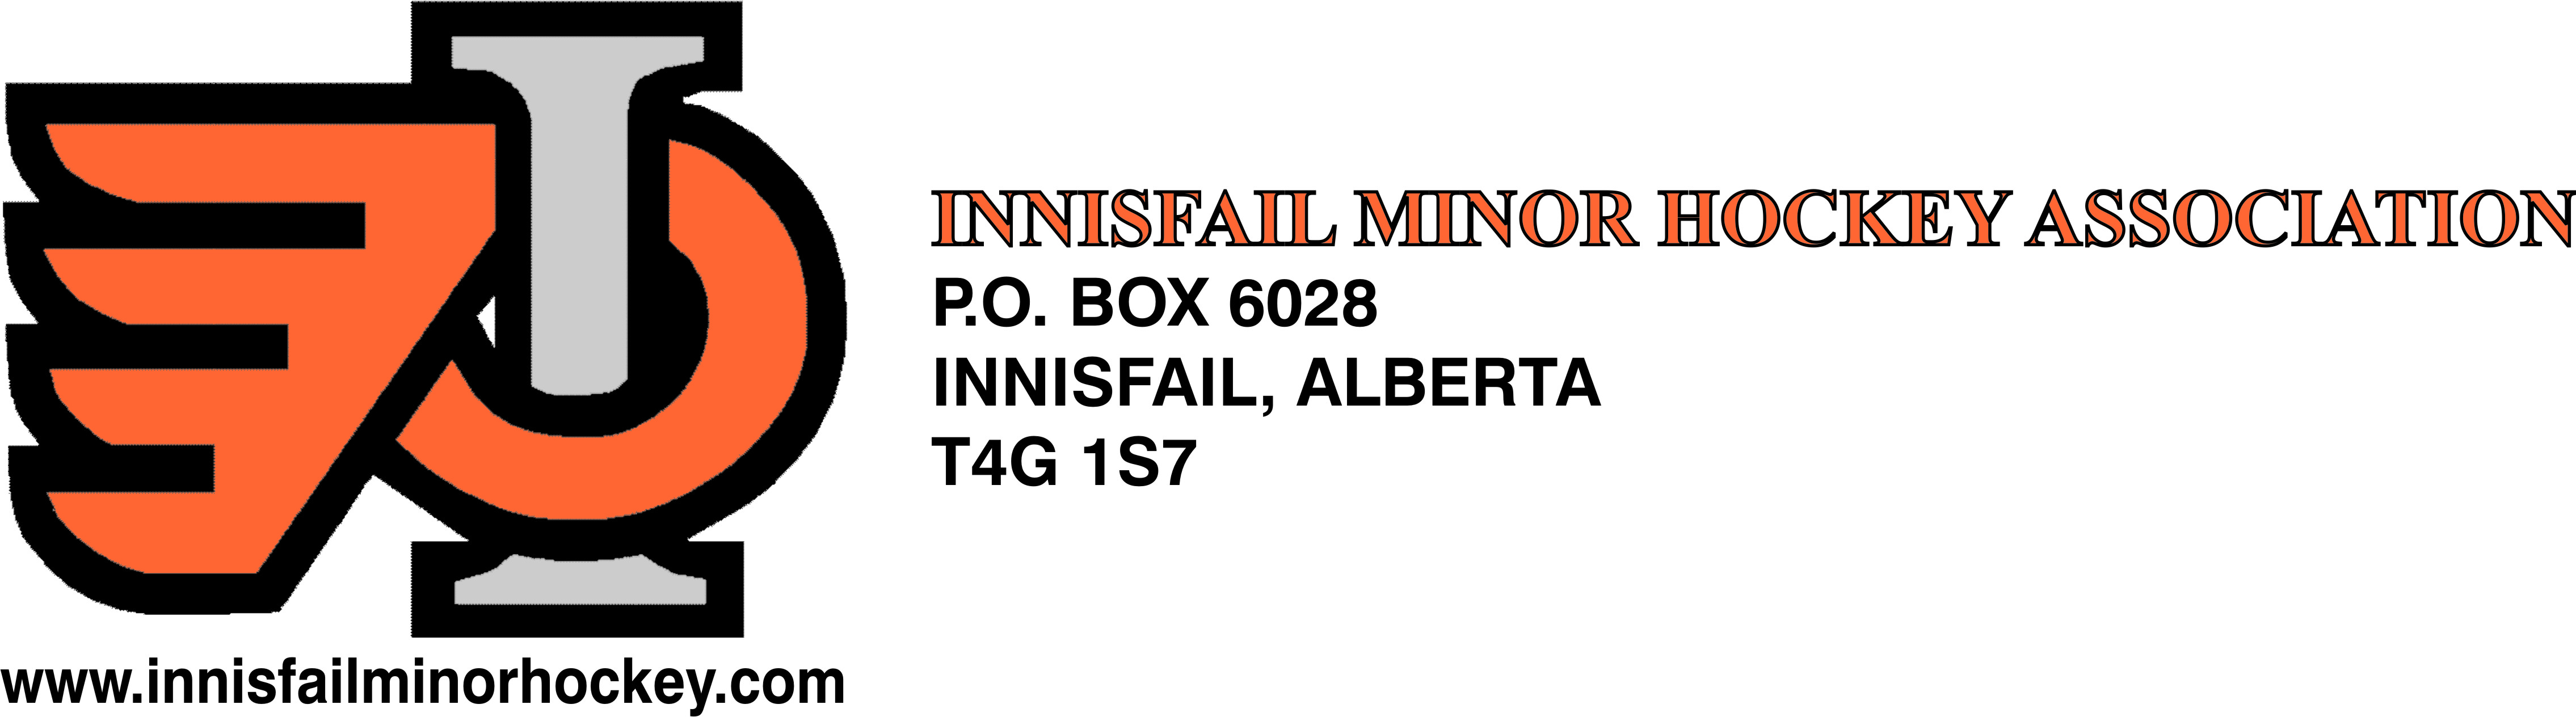 INNISFAIL MINOR HOCKEY ASSOCIATION
P.O. BOX 6028
INNISFAIL, ALBERTA
T4G 1S7
www.innisfailminorhockey.com